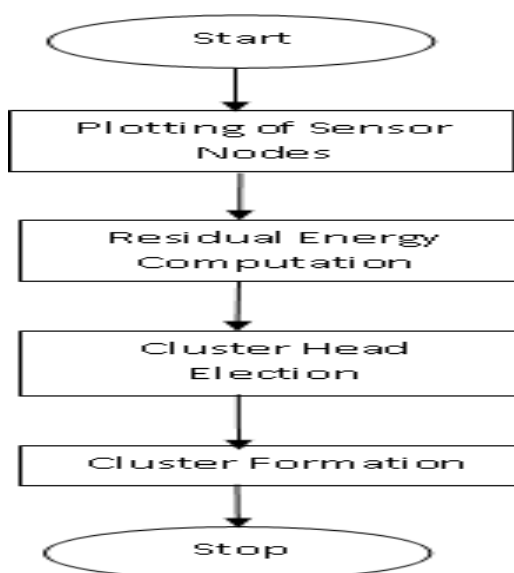 Start
Plotting of Sensor
Nodes
Residual Energy
Computation
Cluster Head
Election
Cluster Formation
Stop